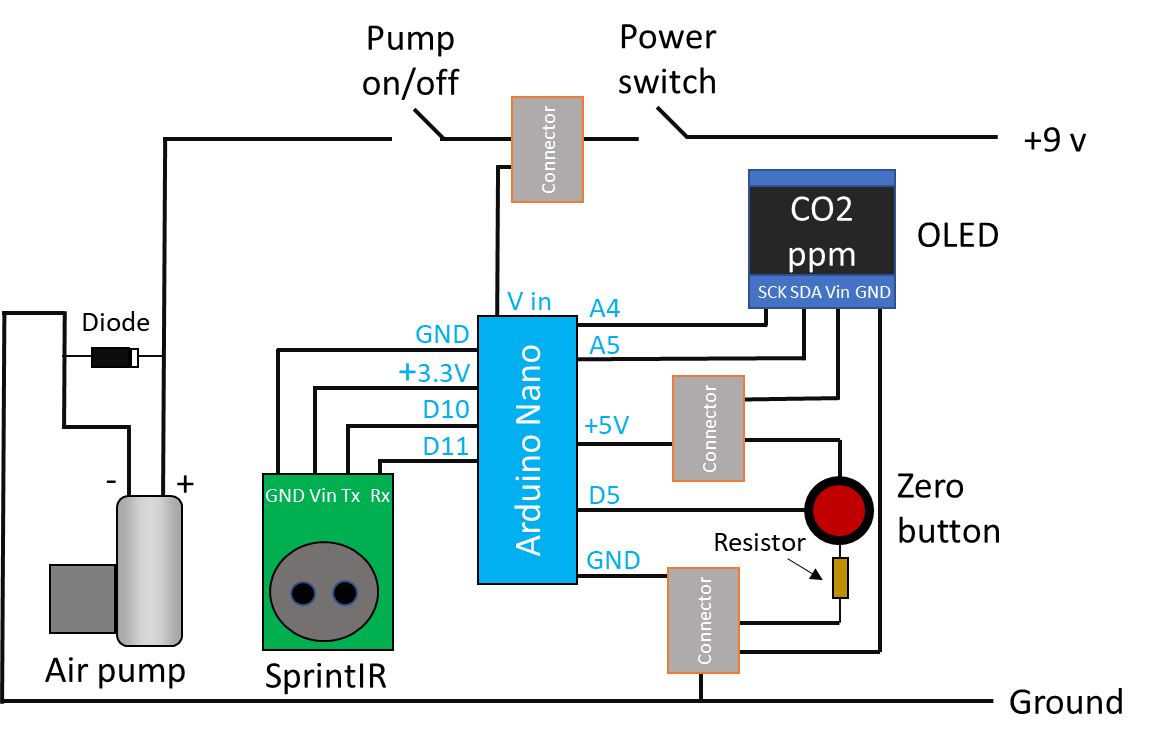 Pump
on/off
Power
switch
Connector
+9 v
CO2
ppm
OLED
SCK SDA Vin GND
V in
A4
Diode
GND
A5
+3.3V
Arduino Nano
D10
+5V
Connector
D11
- +
GND Vin Tx Rx
D5
Zero
button
Resistor
GND
Connector
Air pump
SprintIR
Ground